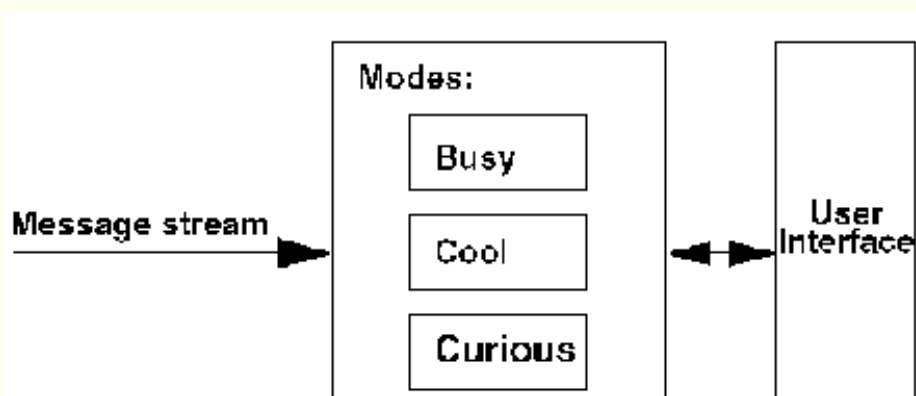 Modes:
Busy
Message stream
Cool
User
Interface
Curious